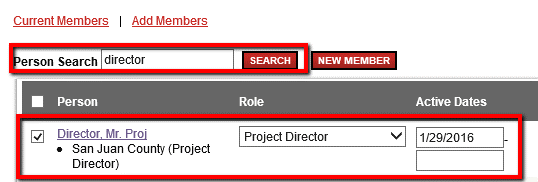 Current Members | Add Members
Person Search director SEARCH NEW MEMBER
Person Role Active Dates
Director, Mr. Proj Project Director 1/29/2016 -
• San Juan County (Project
Director)